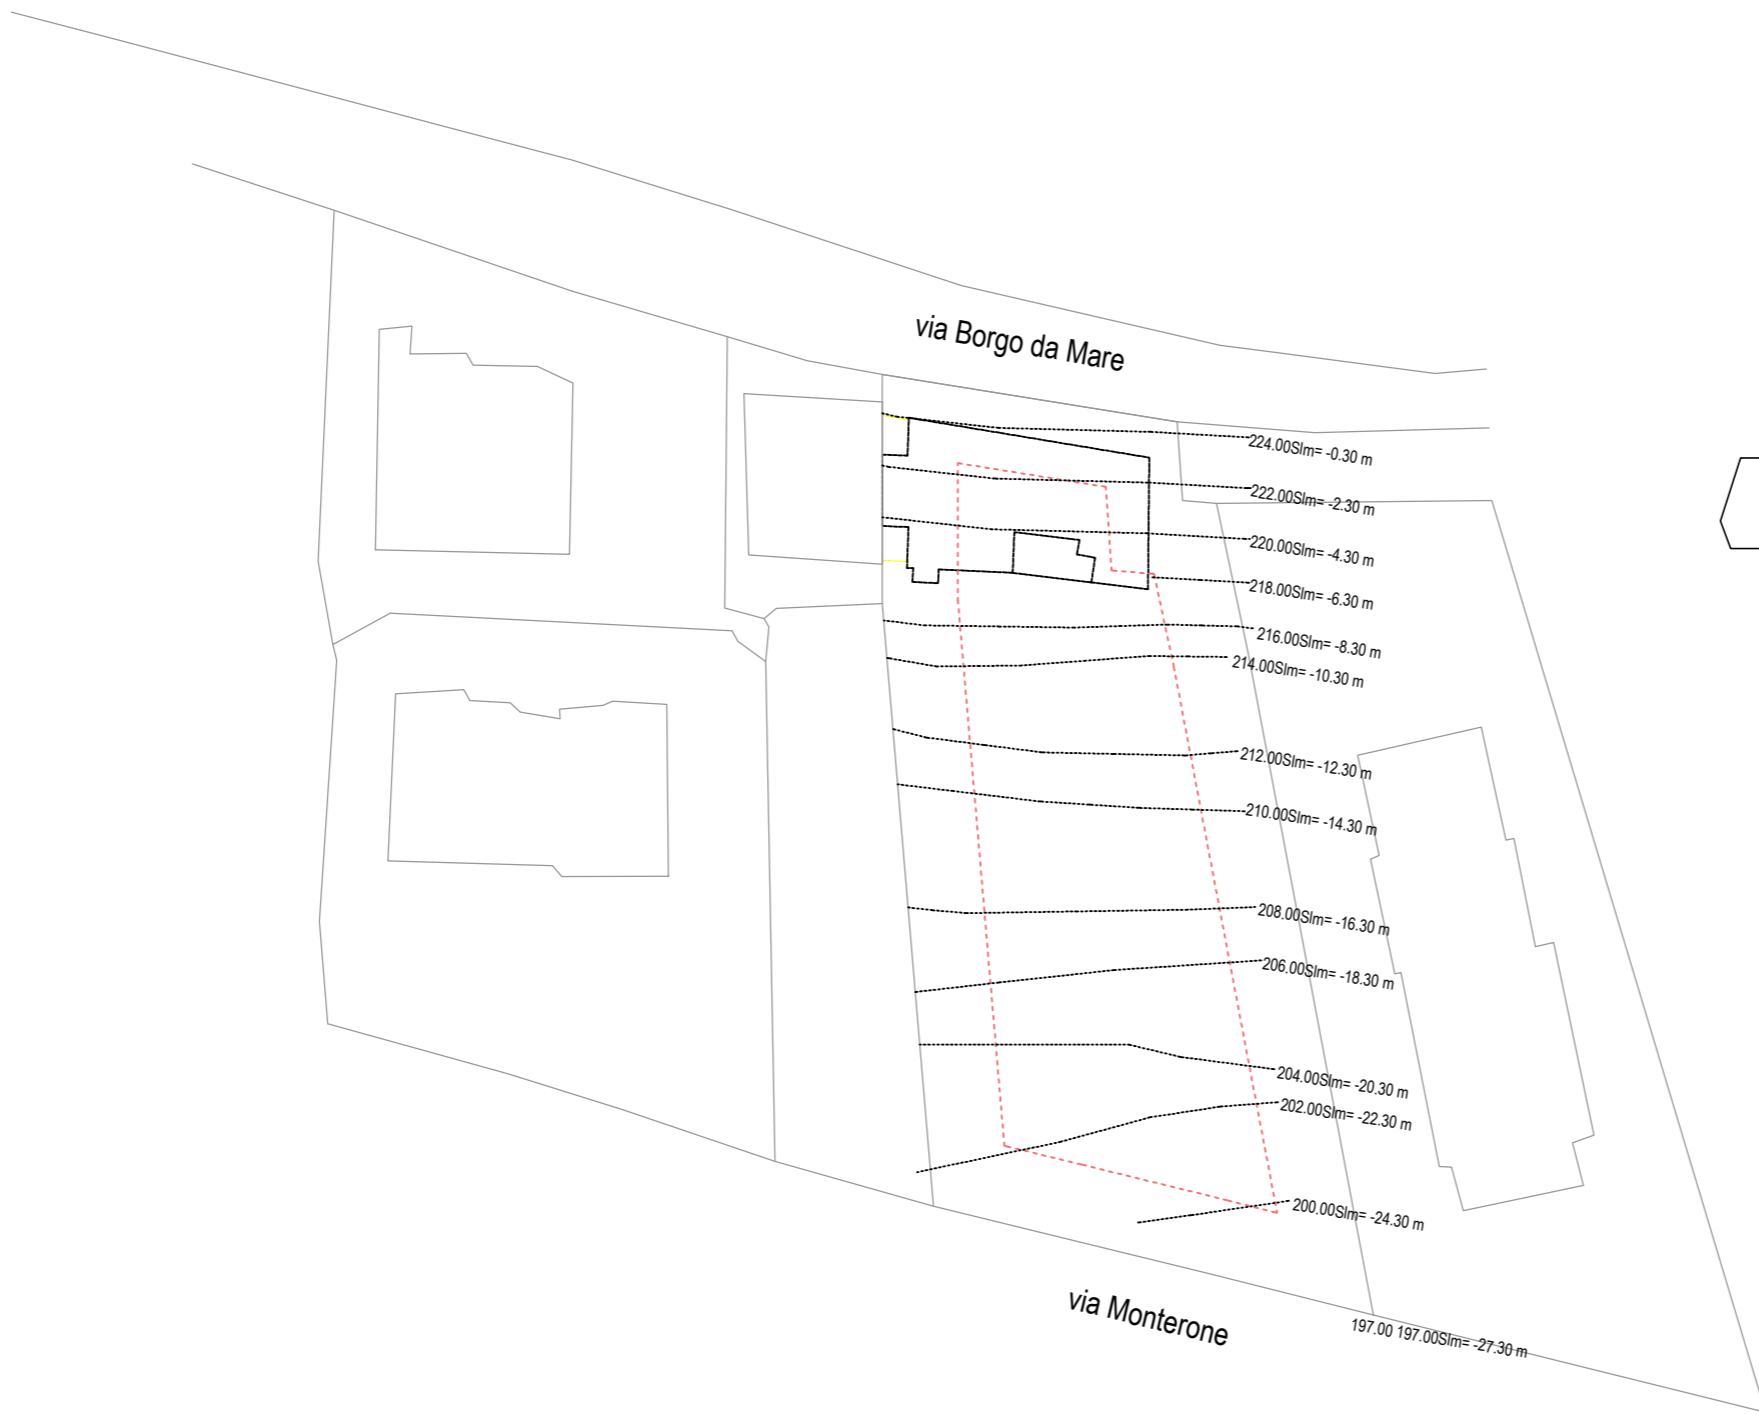 via Borgo da Mare
224.00Slm= -0.30 m
222.00Slm= -2.30 m
220.00Slm= -4.30 m
218.00Slm= -6.30 m
216.00Slm= -8.30 m
214.00Slm= -10.30 m
212.00Slm= -12.30 m
210.00Slm= -14.30 m
208.00Slm= -16.30 m
206.00Slm= -18.30 m
204.00Slm= -20.30 m
202.00Slm= -22.30 m
200.00Slm= -24.30 m
via Monterone
197.00 197.00Slm= -27.30 m